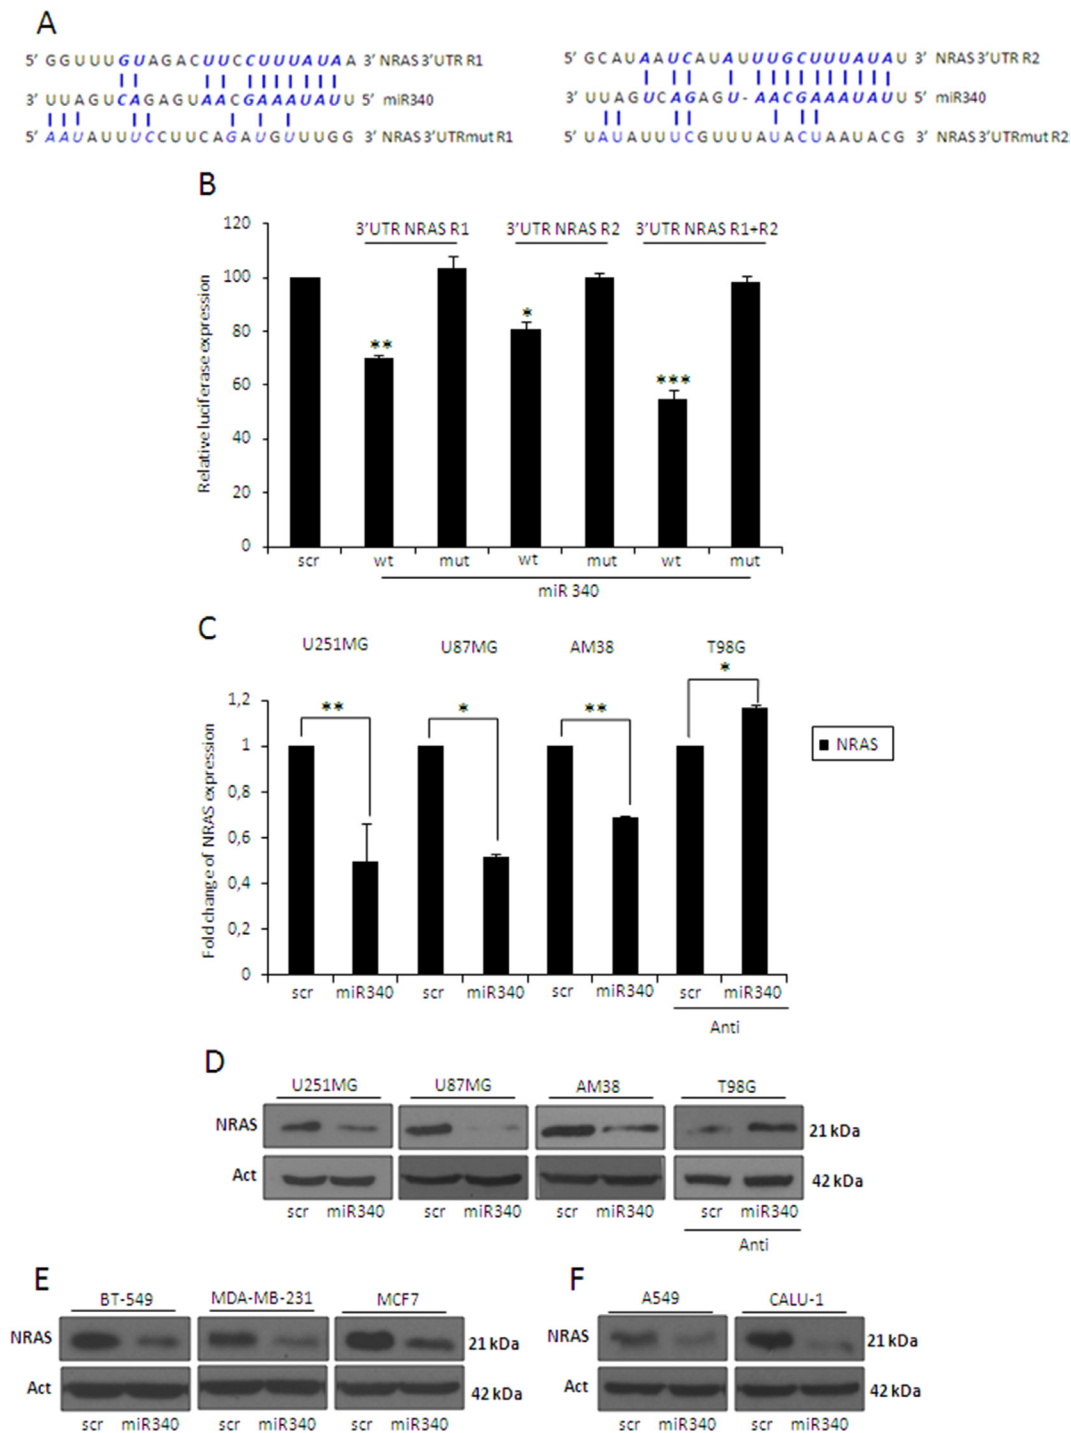 A
5' G G U U U G U A G A C U U C C U U U A U A A 3' NRAS 3'UTR R1
3' U U A G U C A G A G U A A C G A A A U A U U 5' miR340
5' A A U A U U U C C U U C A G A U G U U U G G 3' NRAS 3'UTRmut R1
5' G C A U A A U C A U A U U U G C U U U A U A U 3' NRAS 3'UTR R2
3' U U A G U C A G A G U - A A C G A A A U A U U 5' miR340
5' U A U A U U U C G U U U A U A C U A A U A C G 3' NRAS 3'UTRmut R2
B
Relative luciferase expression
120
100
80
60
40
20
0
3'UTR NRAS R1
3'UTR NRAS R2
3'UTR NRAS R1+R2
**
*
***
scr
wt
mut
wt
mut
wt
mut
miR 340
C
U251MG
U87MG
AM38
T98G
Fold change of NRAS expression
1,2
1
0,8
0,6
0,4
0,2
0
**
*
**
*
NRAS
scr
miR340
scr
miR340
scr
miR340
scr
miR340
Anti
D
U251MG
U87MG
AM38
T98G
NRAS
21 kDa
Act
42 kDa
scr
miR340
scr
miR340
scr
miR340
scr
miR340
Anti
E
BT-549
MDA-MB-231
MCF7
NRAS
21 kDa
Act
42 kDa
scr
miR340
scr
miR340
scr
miR340
F
A549
CALU-1
NRAS
21 kDa
Act
42 kDa
scr
miR340
scr
miR340